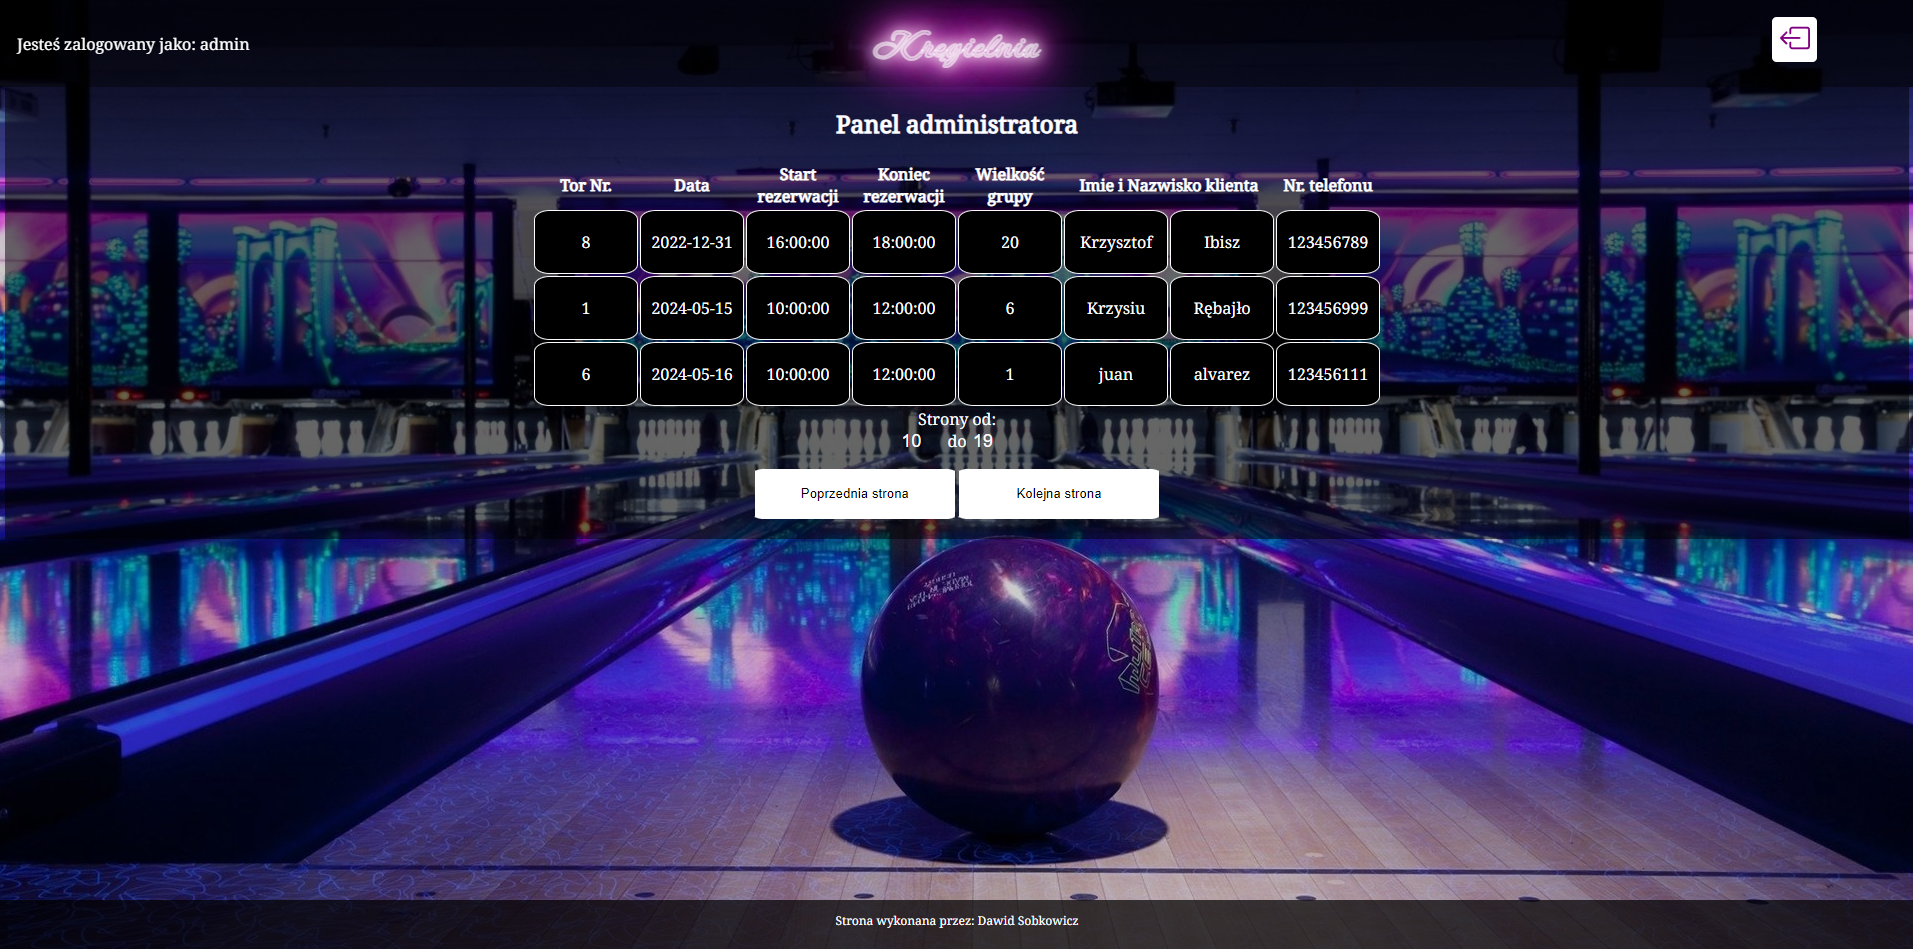 Jesteś zalogowany jako: admin
Kręgielnia
Panel administratora
Tor Nr. Data Start rezerwacji Koniec rezerwacji Wielkość grupy Imie i Nazwisko klienta Nr. telefonu
8 2022-12-31 16:00:00 18:00:00 20 Krzysztof Ibisz 123456789
1 2024-05-15 10:00:00 12:00:00 6 Krzysiu Rębajło 123456999
6 2024-05-16 10:00:00 12:00:00 1 juan alvarez 123456111
Strony od:
10 do 19
Poprzednia strona Kolejna strona
Strona wykonana przez: Dawid Sobkowicz